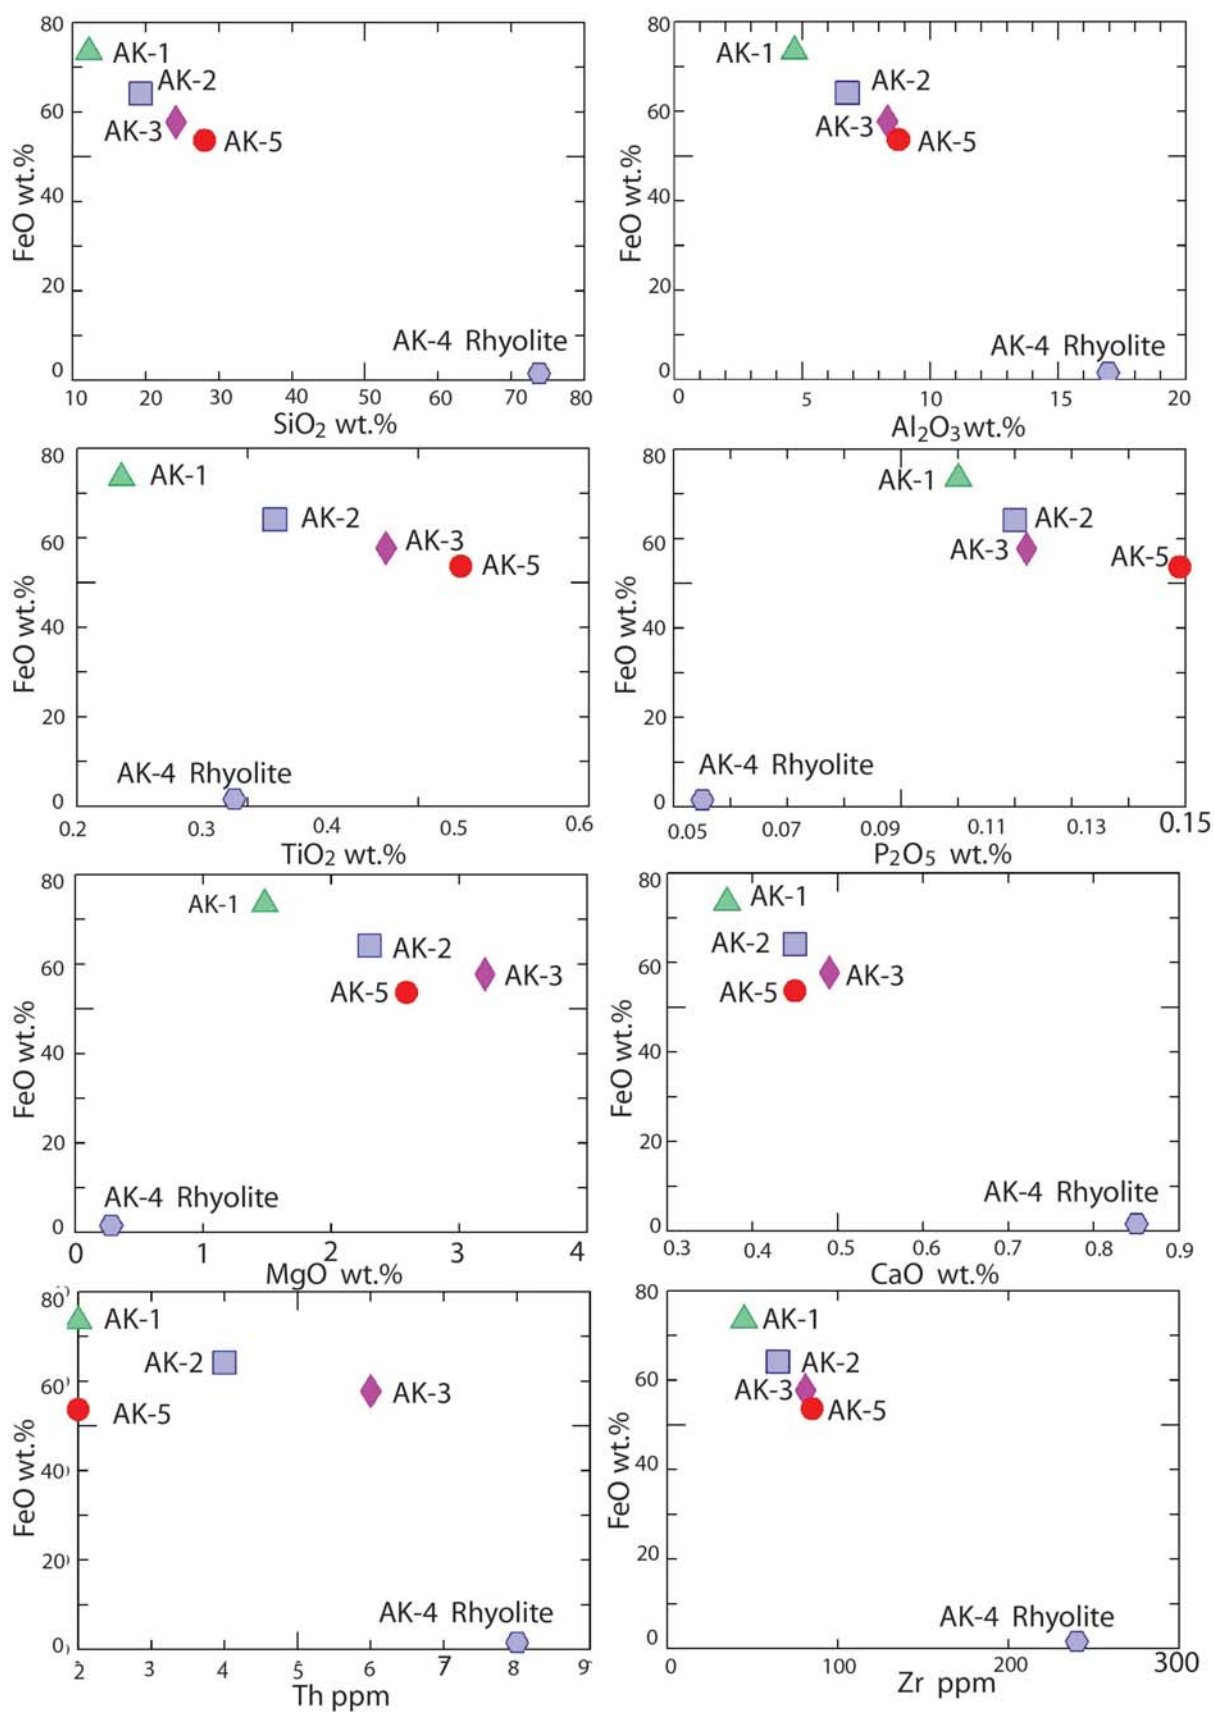 80
AK-1
AK-2
60
AK-3
AK-5
FeO wt.%
40
20
AK-4 Rhyolite
0
10 20 30 40 50 60 70 80
SiO₂ wt.%
80
AK-1
AK-2
60
AK-3
AK-5
FeO wt.%
40
20
AK-4 Rhyolite
0
0 5 10 15 20
Al₂O₃wt.%
80
AK-1
AK-2
60
AK-3
AK-5
FeO wt.%
40
20
AK-4 Rhyolite
0
0.2 0.3 0.4 0.5 0.6
TiO₂ wt.%
80
AK-1
AK-2
60
AK-3
AK-5
FeO wt.%
40
20
AK-4 Rhyolite
0
0.05 0.07 0.09 0.11 0.13 0.15
P₂O₅ wt.%
80
AK-1
AK-2
60
AK-3
AK-5
FeO wt.%
40
20
AK-4 Rhyolite
0
0 1 2 3 4
MgO wt.%
80
AK-1
AK-2
60
AK-3
AK-5
FeO wt.%
40
20
AK-4 Rhyolite
0
0.3 0.4 0.5 0.6 0.7 0.8 0.9
CaO wt.%
80
AK-1
AK-2
60
AK-3
AK-5
FeO wt.%
40
20
AK-4 Rhyolite
0
2 3 4 5 6 7 8 9
Th ppm
80
AK-1
AK-2
60
AK-3
AK-5
FeO wt.%
40
20
AK-4 Rhyolite
0
0 100 200 300
Zr ppm